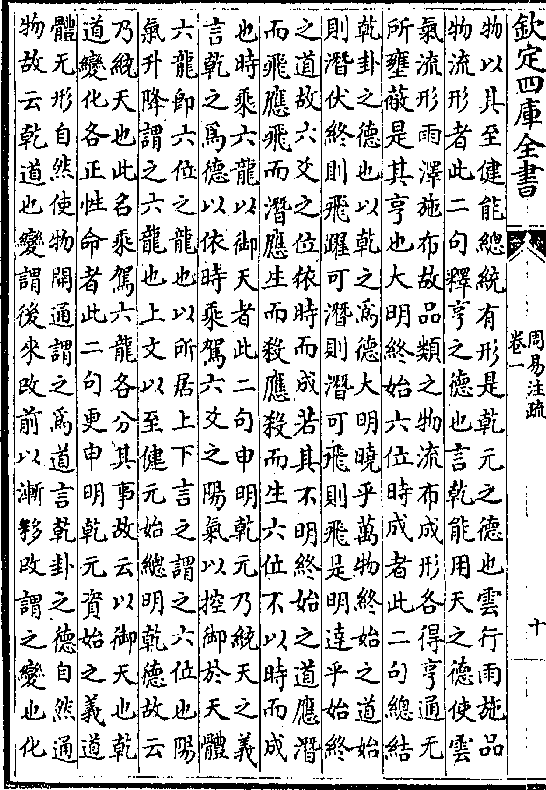 欽定四庫全書
周易注疏
卷一
十
物以其至健能總統有形是乾元之德也雲行雨施品
物流形者此二句釋亨之德也言乾能用天之德使雲
氣流形雨澤施布故品類之物流布成形各得亨通无
所壅蔽是其亨也大明終始六位時成者此二句總結
乾卦之德也以乾之爲德大明曉乎萬物終始之道始
則潛伏終則飛躍可潛則潛可飛則飛是明達乎始終
之道故六爻之位依時而成若其不明終始之道應潛
而飛應飛而潛應生而殺應殺而生六位不以時而成
也時乘六龍以御天者此二句申明乾元乃統天之義
言乾之爲德以依時乘駕六爻之陽氣以控御於天體
六龍即六位之龍也以所居上下言之謂之六位也陽
氣升降謂之六龍也上文以至健元始總明乾德故云
乃統天也此名乘駕六龍各分其事故云以御天也乾
道變化各正性命者此二句更申明乾元資始之義道
體无形自然使物開通謂之爲道言乾卦之德自然通
物故云乾道也變謂後來改前以漸移改謂之變也化